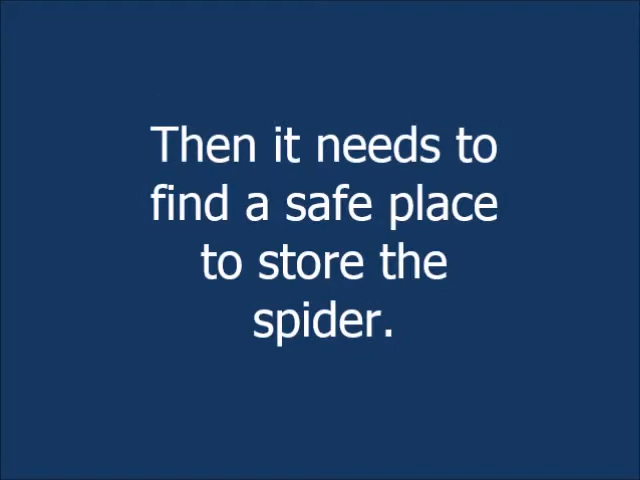 Then it needs to
find a safe place
to store the
spider.